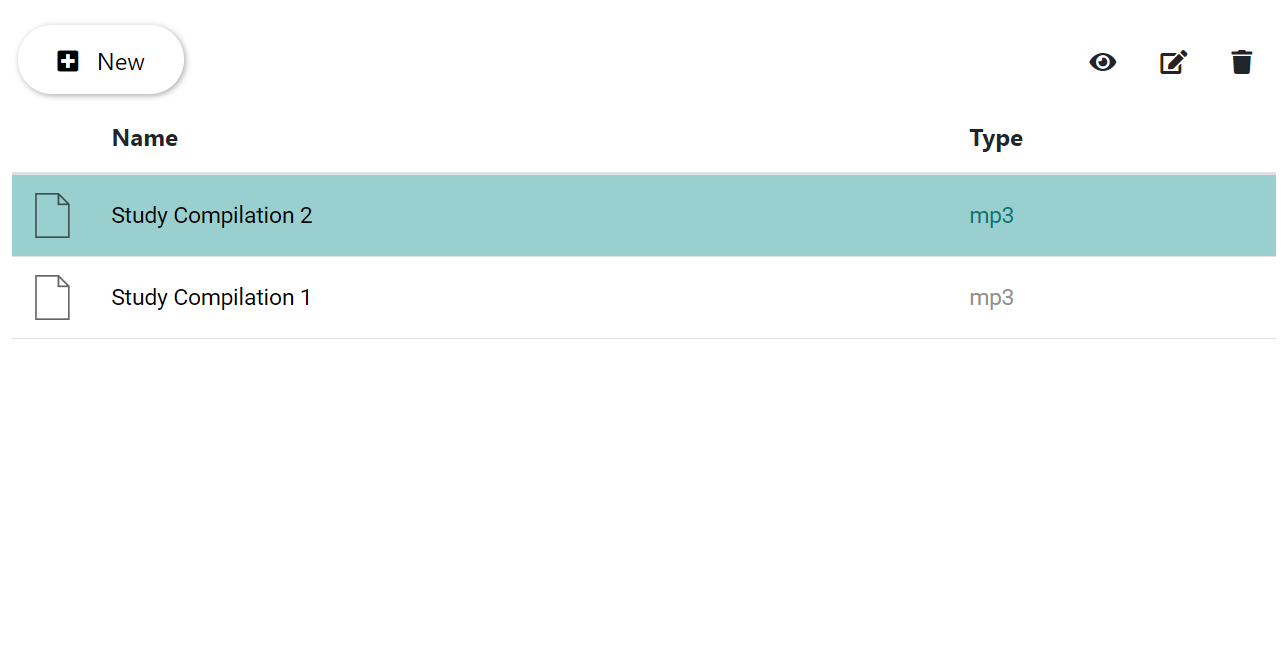 New
Name Type
Study Compilation 2 mp3
Study Compilation 1 mp3